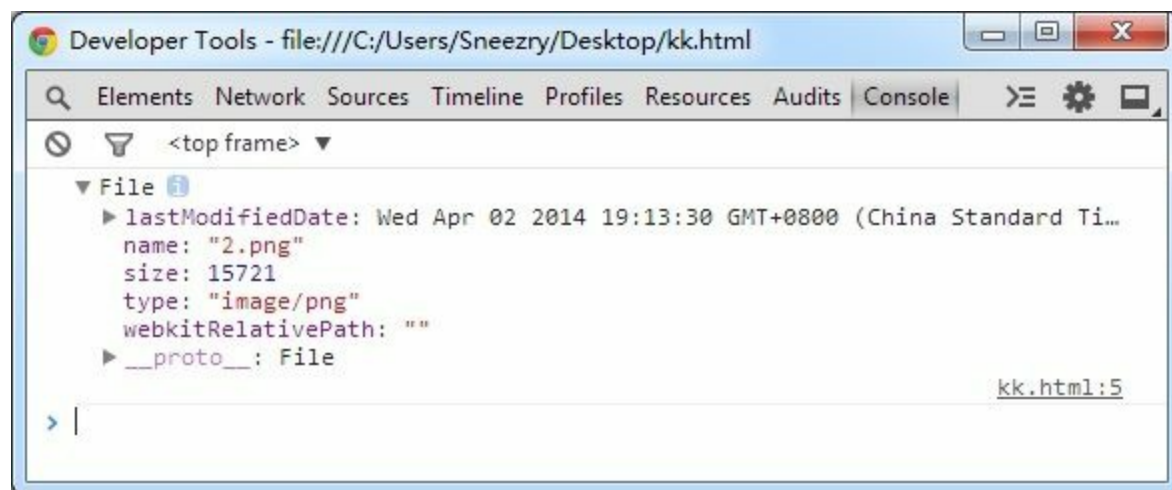 Developer Tools - file:///C:/Users/Sneezry/Desktop/kk.html
Elements Network Sources Timeline Profiles Resources Audits Console
<top frame> ▼
▼ File i
▶ lastModifiedDate: Wed Apr 02 2014 19:13:30 GMT+0800 (China Standard Ti…
name: "2.png"
size: 15721
type: "image/png"
webkitRelativePath: ""
▶ __proto__: File
kk.html:5
>